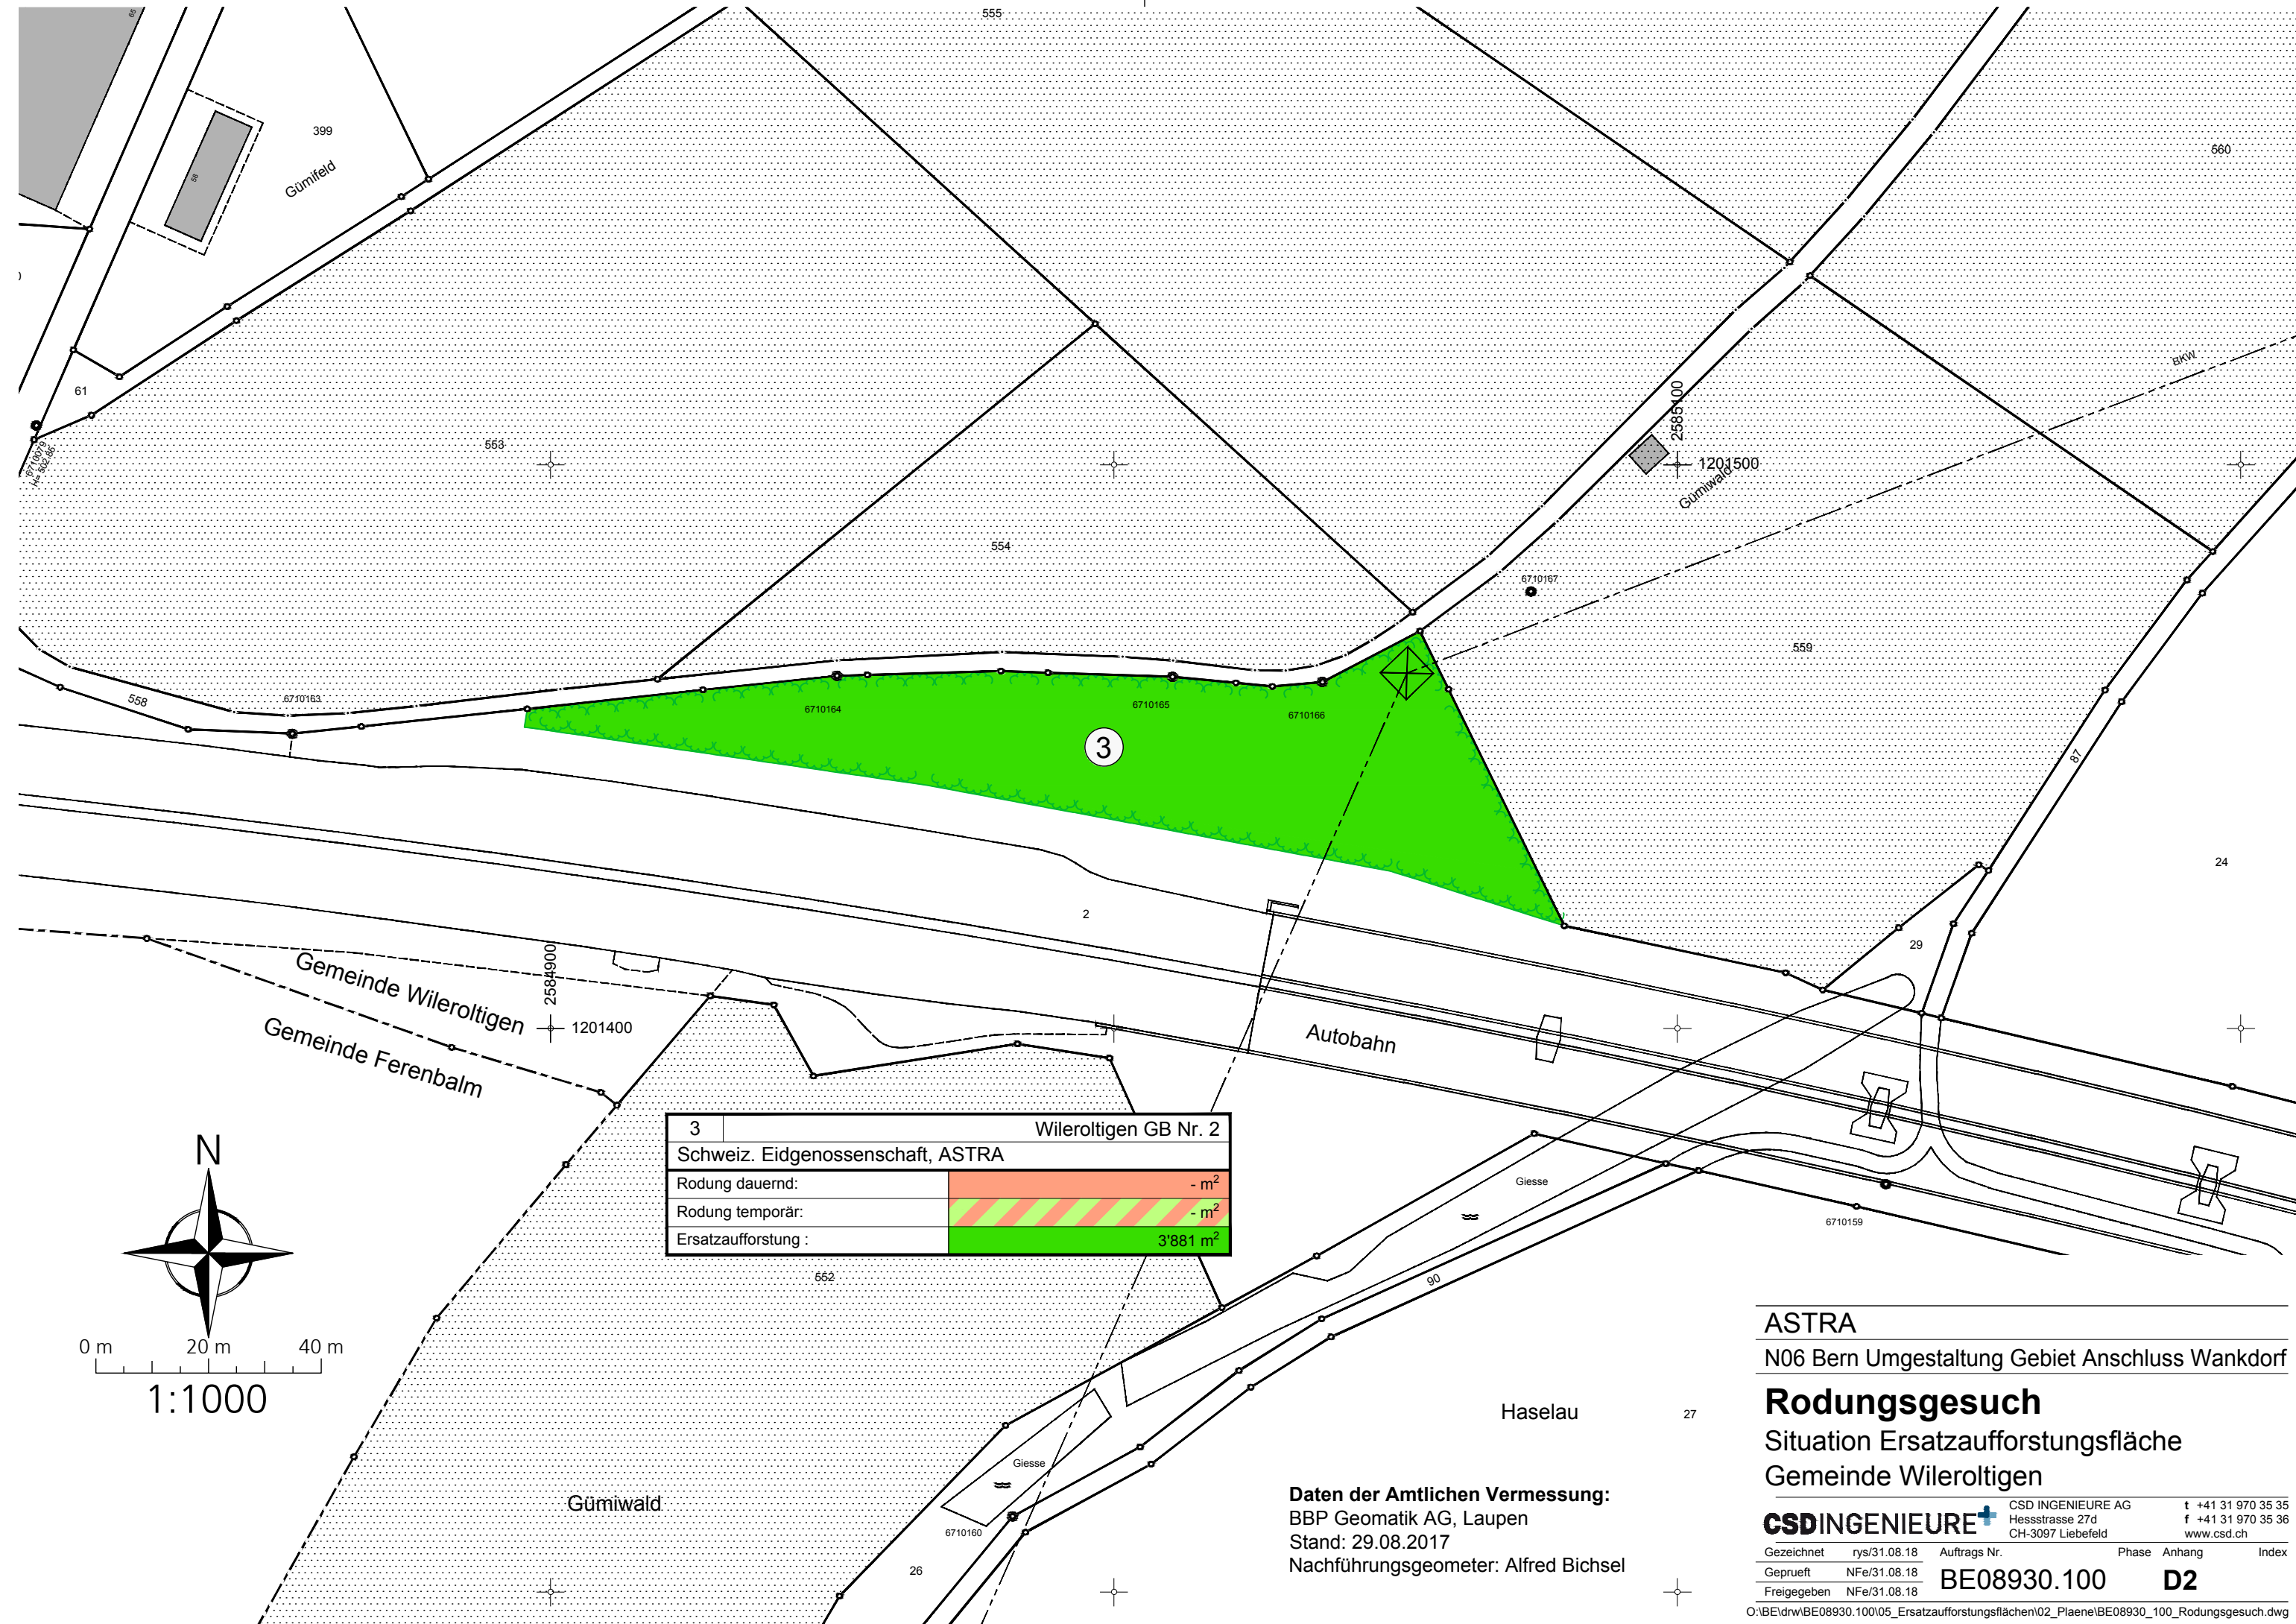 65
555
399
Gümifeld
58
560
BKW
61
2585100
553
1201500
Gümiwald
6710079
H= 502.85
554
6710167
559
558
6710163
6710164
6710165
6710166
3
87
24
2
29
Gemeinde Wileroltigen
2584900
1201400
Gemeinde Ferenbalm
Autobahn
3 Wileroltigen GB Nr. 2
Schweiz. Eidgenossenschaft, ASTRA
Rodung dauernd: - m²
Rodung temporär: - m²
Ersatzaufforstung : 3'881 m²
N
Giesse
6710159
552
90
0 m 20 m 40 m
1:1000
Haselau
27
Giesse
Gümiwald
6710160
26
Daten der Amtlichen Vermessung:
BBP Geomatik AG, Laupen
Stand: 29.08.2017
Nachführungsgeometer: Alfred Bichsel
ASTRA
N06 Bern Umgestaltung Gebiet Anschluss Wankdorf
Rodungsgesuch
Situation Ersatzaufforstungsfläche
Gemeinde Wileroltigen
CSDINGENIEURE+
CSD INGENIEURE AG t +41 31 970 35 35
Hessstrasse 27d f +41 31 970 35 36
CH-3097 Liebefeld www.csd.ch
Gezeichnet rys/31.08.18 Auftrags Nr. Phase Anhang Index
Geprueft NFe/31.08.18
BE08930.100 D2
Freigegeben NFe/31.08.18
O:\BE\drw\BE08930.100\05_Ersatzaufforstungsflächen\02_Plaene\BE08930_100_Rodungsgesuch.dwg